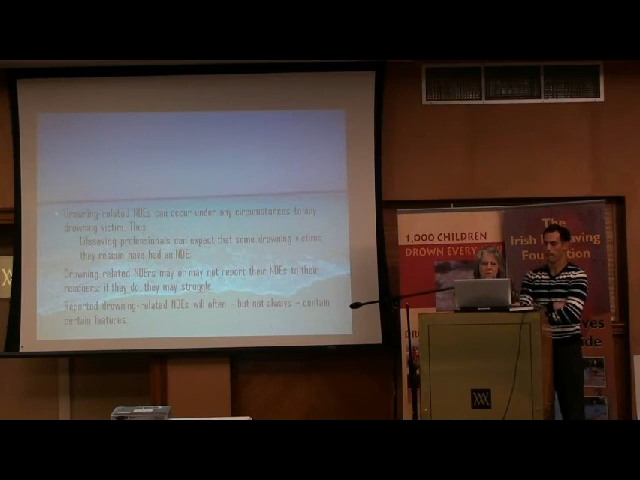 Drowning-related NDEs can occur under any circumstances to any
drowning victim. Thus
Lifesaving professionals can expect that some drowning victims
they rescue have had an NDE.
Drowning-related NDErs may or may not report their NDEs to their
rescuers; if they do, they may struggle.
Reported drowning-related NDEs will often – but not always – contain
certain features.
1,000 CHILDREN
DROWN EVERY
The
Irish
Foundation